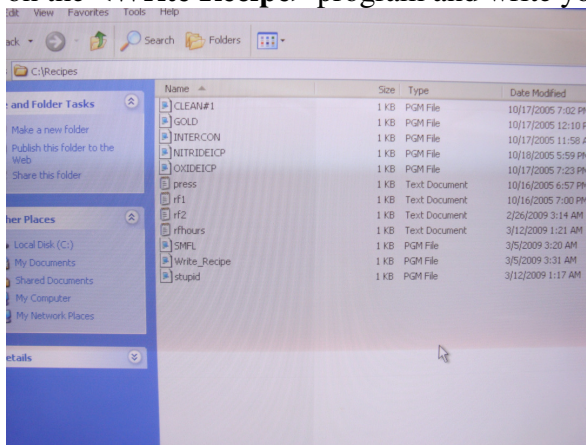 on the "Write Recipe" program and write yo
Edit View Favorites Tools Help
ack Search Folders
C:\Recipes
Name Size Type Date Modified
CLEAN#1 1 KB PGM File 10/17/2005 7:02 PM
GOLD 1 KB PGM File 10/17/2005 12:10 P
INTERCON 1 KB PGM File 10/17/2005 11:58 A
NITRIDEICP 1 KB PGM File 10/18/2005 5:59 PM
OXIDEICP 1 KB PGM File 10/17/2005 7:23 PM
press 1 KB Text Document 10/16/2005 6:57 PM
rf1 1 KB Text Document 10/16/2005 7:00 PM
rf2 1 KB Text Document 2/26/2009 3:14 AM
rfhours 1 KB Text Document 3/12/2009 1:21 AM
SMFL 1 KB PGM File 3/5/2009 3:20 AM
Write_Recipe 1 KB PGM File 3/5/2009 3:31 AM
stupid 1 KB PGM File 3/12/2009 1:17 AM
e and Folder Tasks
Make a new folder
Publish this folder to the
Web
Share this folder
her Places
Local Disk (C:)
My Documents
Shared Documents
My Computer
My Network Places
etails